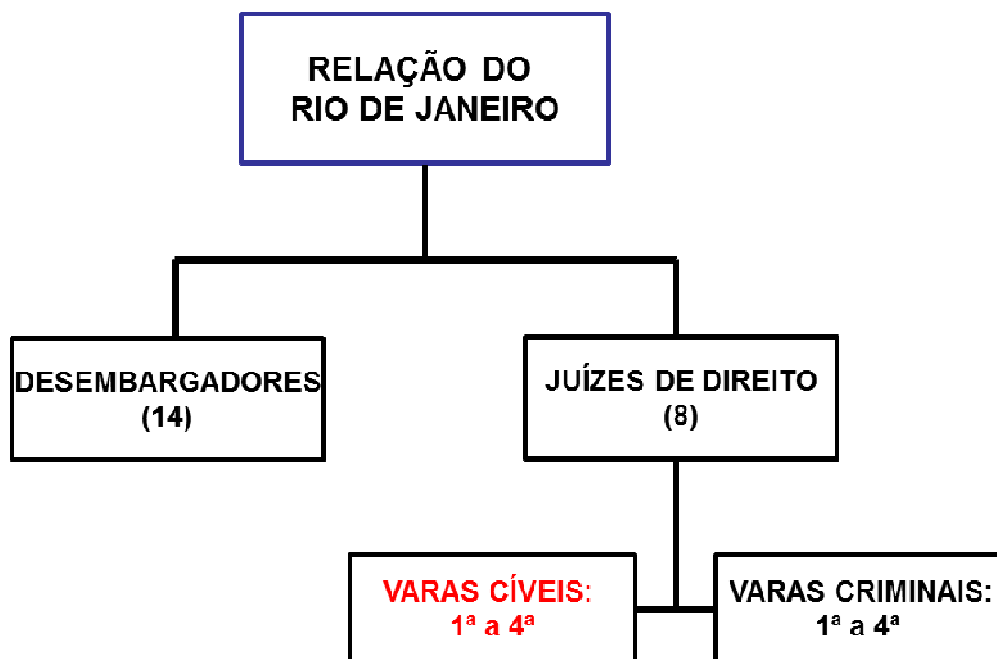 RELAÇÃO DO
RIO DE JANEIRO
DESEMBARGADORES
(14)
JUÍZES DE DIREITO
(8)
VARAS CÍVEIS:
1ª a 4ª
VARAS CRIMINAIS:
1ª a 4ª